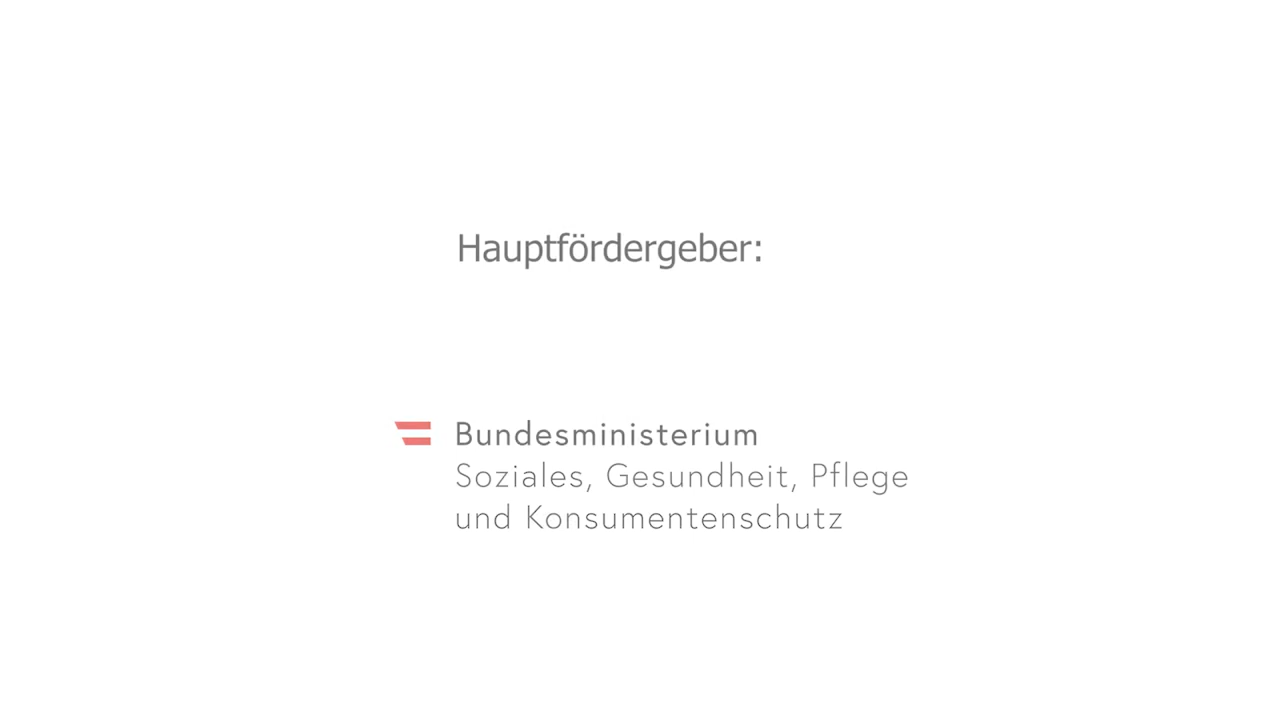 Hauptfördergeber:
Bundesministerium
Soziales, Gesundheit, Pflege
und Konsumentenschutz